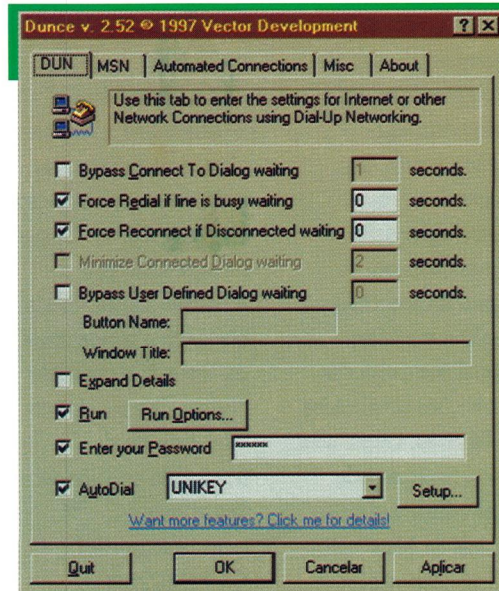 Dunce v. 2.52 © 1997 Vector Development
DUN MSN Automated Connections Misc About
Use this tab to enter the settings for Internet or other
Network Connections using Dial-Up Networking.
Bypass Connect To Dialog waiting 1 seconds.
Force Redial if line is busy waiting 0 seconds.
Force Reconnect if Disconnected waiting 0 seconds.
Minimize Connected Dialog waiting 2 seconds.
Bypass User Defined Dialog waiting 0 seconds.
Button Name:
Window Title:
Expand Details
Run Run Options...
Enter your Password ××××××
AutoDial UNIKEY Setup...
Want more features? Click me for details!
Quit OK Cancelar Aplicar